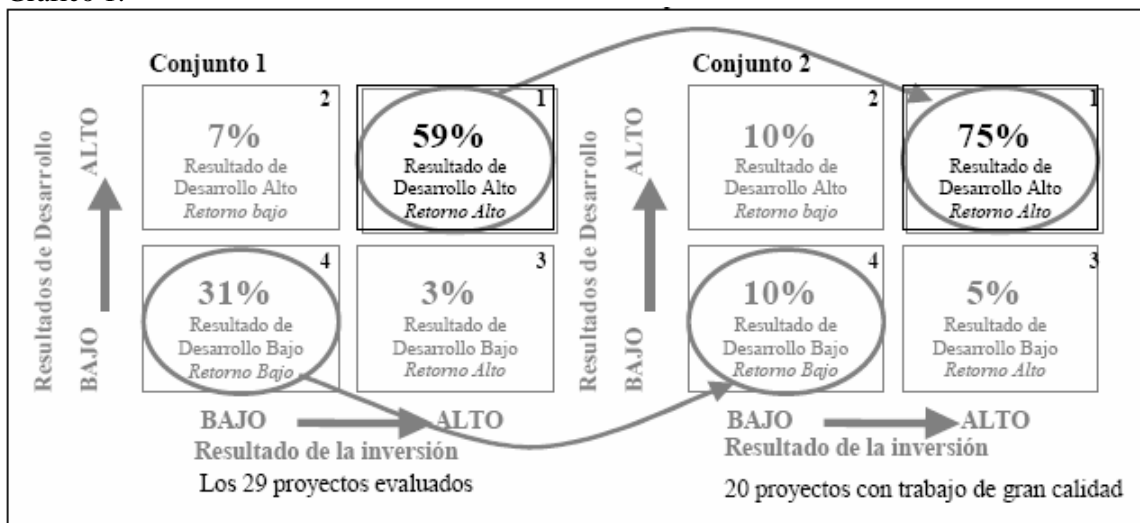 Conjunto 1
Resultados de Desarrollo
BAJO
ALTO
2
7%
Resultado de
Desarrollo Alto
Retorno bajo
1
59%
Resultado de
Desarrollo Alto
Retorno Alto
4
31%
Resultado de
Desarrollo Bajo
Retorno Bajo
3
3%
Resultado de
Desarrollo Bajo
Retorno Alto
BAJO
ALTO
Resultado de la inversión
Los 29 proyectos evaluados
Conjunto 2
Resultados de Desarrollo
BAJO
ALTO
2
10%
Resultado de
Desarrollo Alto
Retorno bajo
1
75%
Resultado de
Desarrollo Alto
Retorno Alto
4
10%
Resultado de
Desarrollo Bajo
Retorno Bajo
3
5%
Resultado de
Desarrollo Bajo
Retorno Alto
BAJO
ALTO
Resultado de la inversión
20 proyectos con trabajo de gran calidad